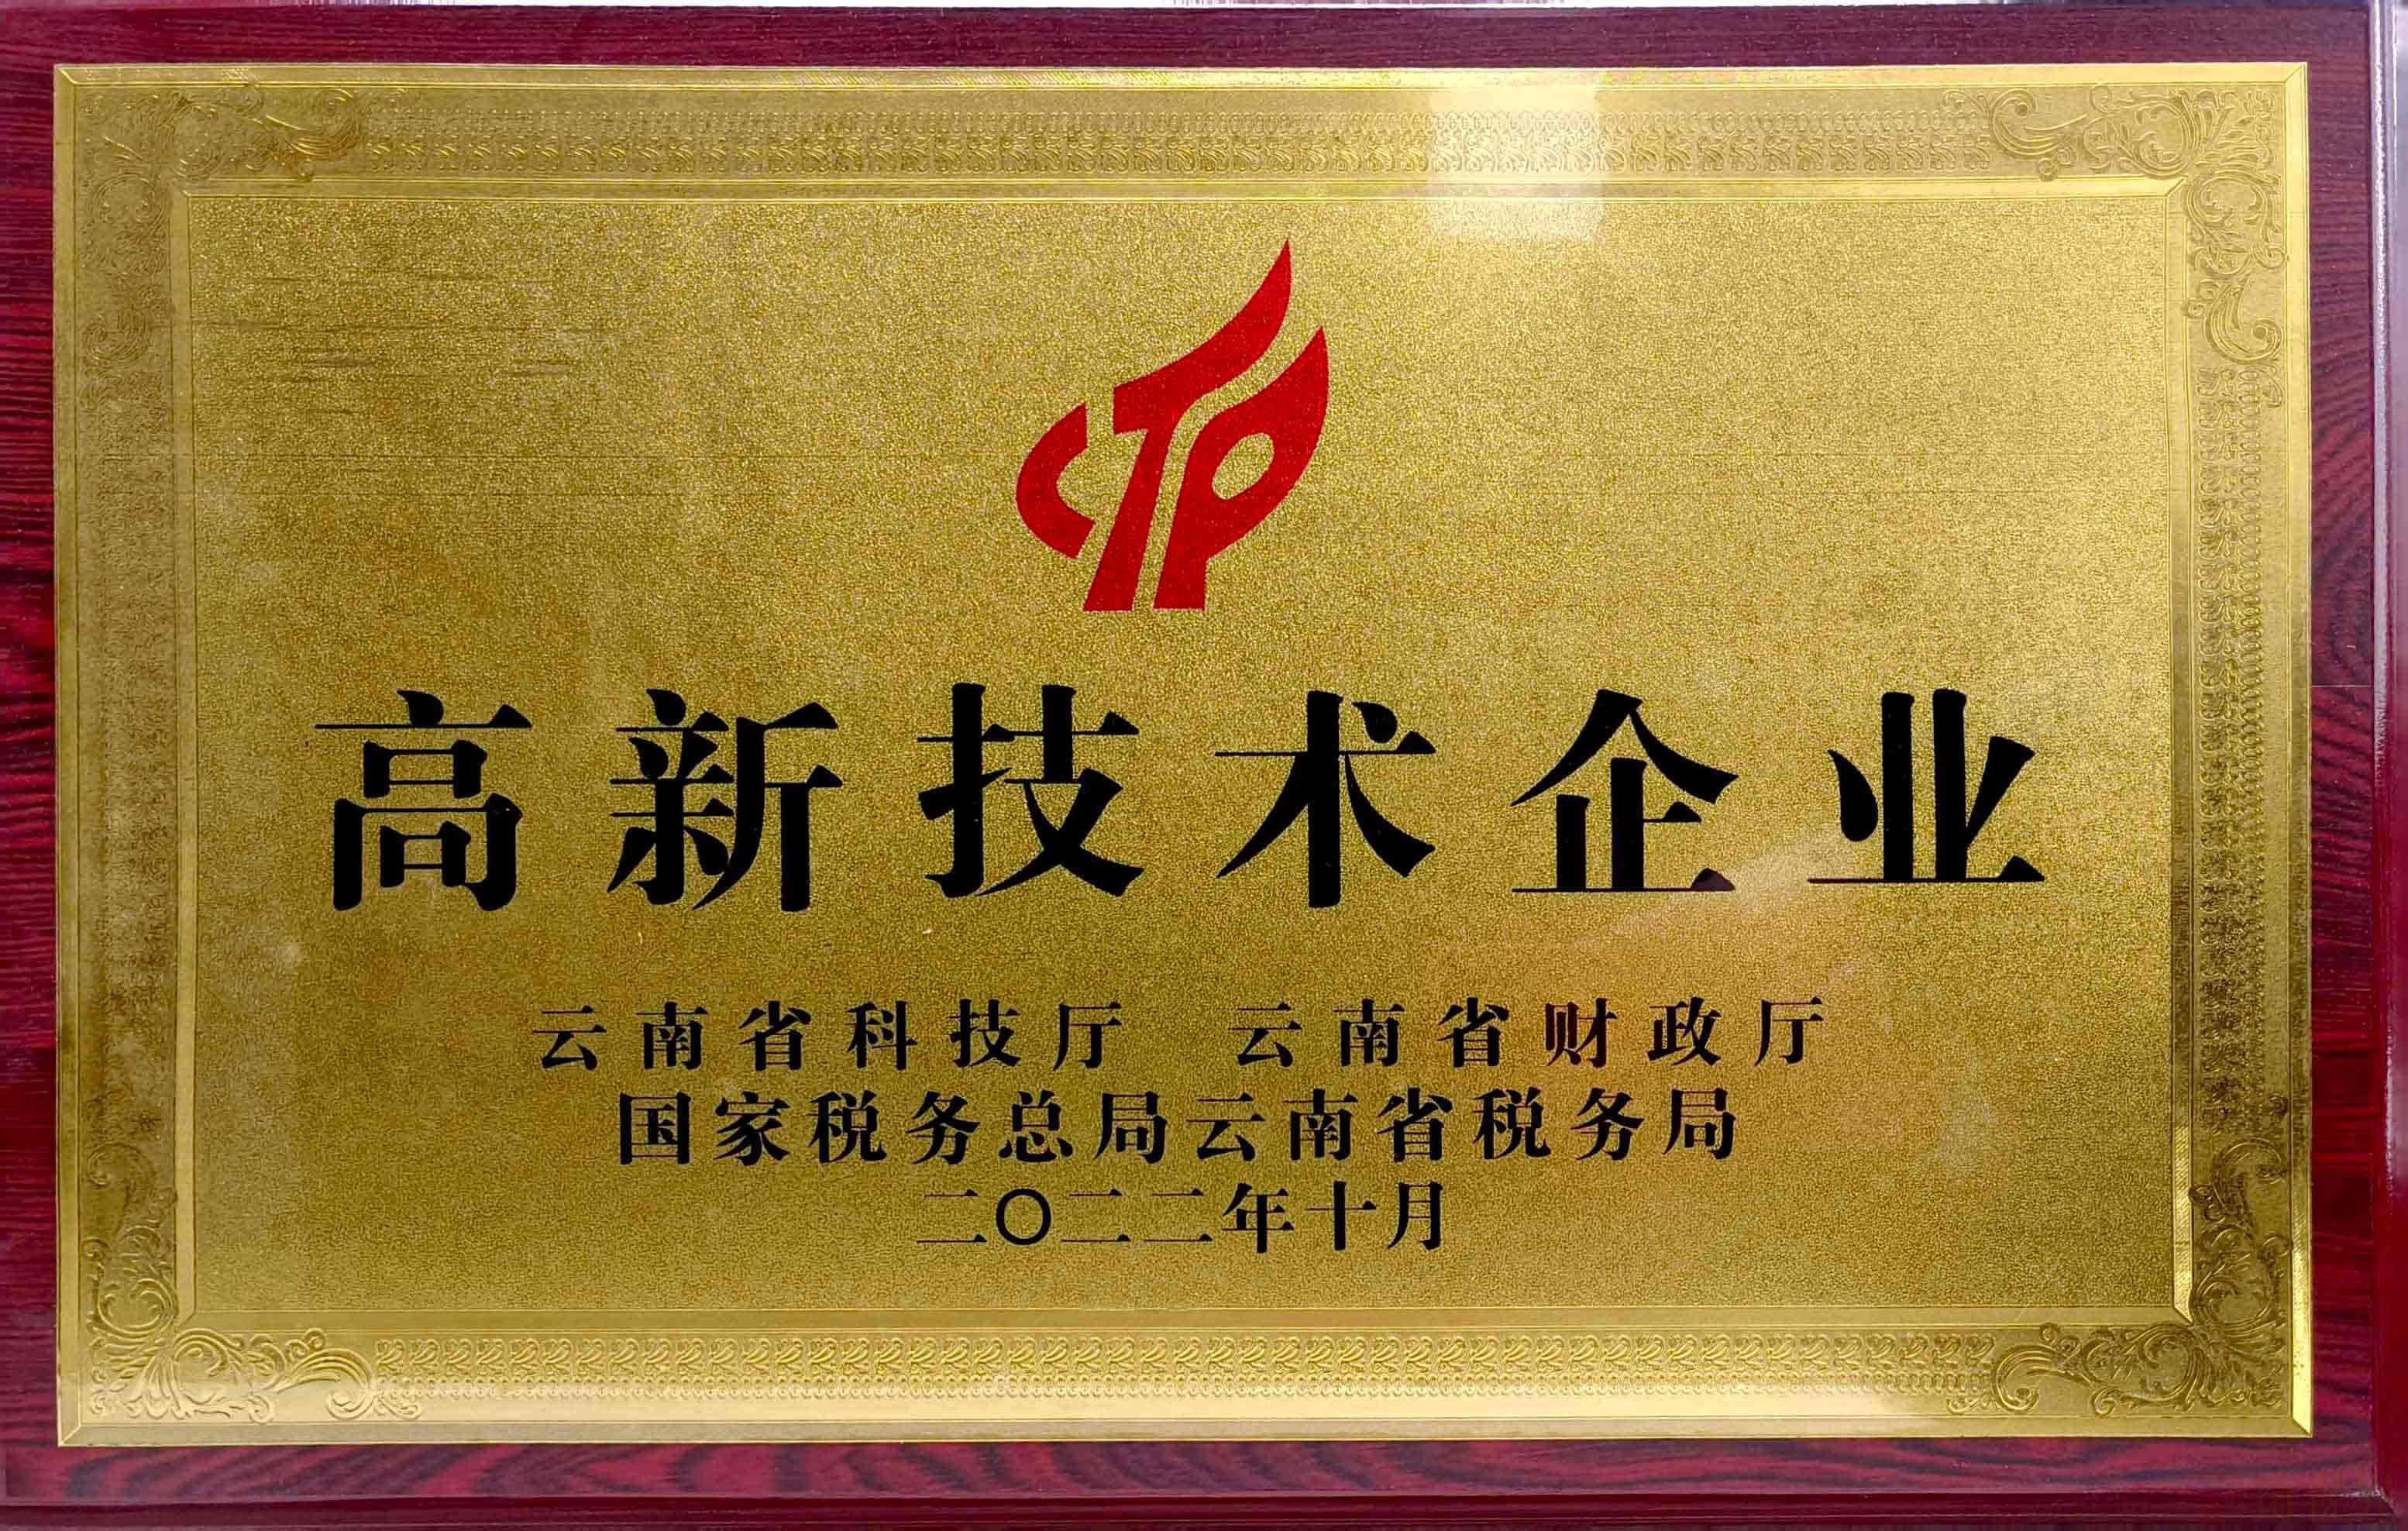 高新技术企业
云南省科技厅 云南省财政厅
国家税务总局云南省税务局
二〇二二年十月